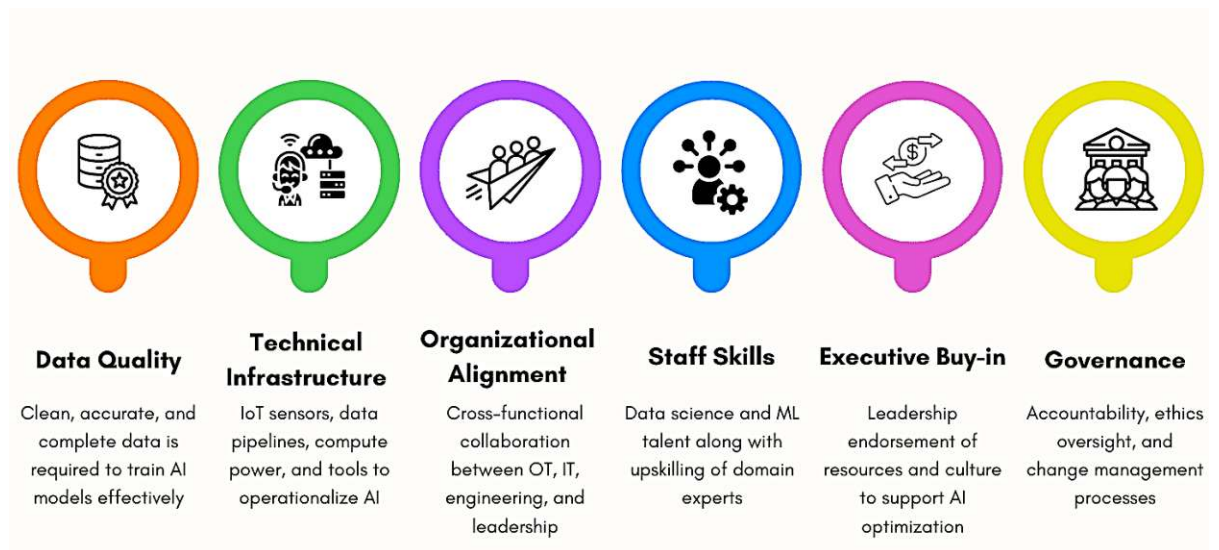 Data Quality
Clean, accurate, and
complete data is
required to train AI
models effectively
Technical
Infrastructure
IoT sensors, data
pipelines, compute
power, and tools to
operationalize AI
Organizational
Alignment
Cross-functional
collaboration
between OT, IT,
engineering, and
leadership
Staff Skills
Data science and ML
talent along with
upskilling of domain
experts
Executive Buy-in
Leadership
endorsement of
resources and culture
to support AI
optimization
Governance
Accountability, ethics
oversight, and
change management
processes